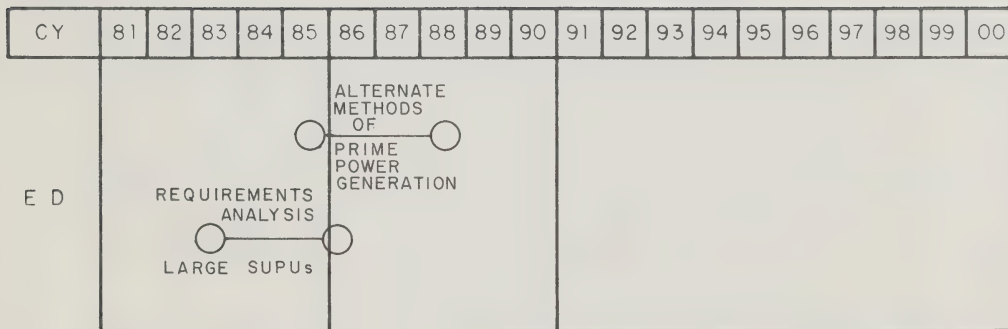 CY 81 82 83 84 85 86 87 88 89 90 91 92 93 94 95 96 97 98 99 00
ALTERNATE
METHODS
OF
PRIME
POWER
GENERATION
E D
REQUIREMENTS
ANALYSIS
LARGE SUPUs